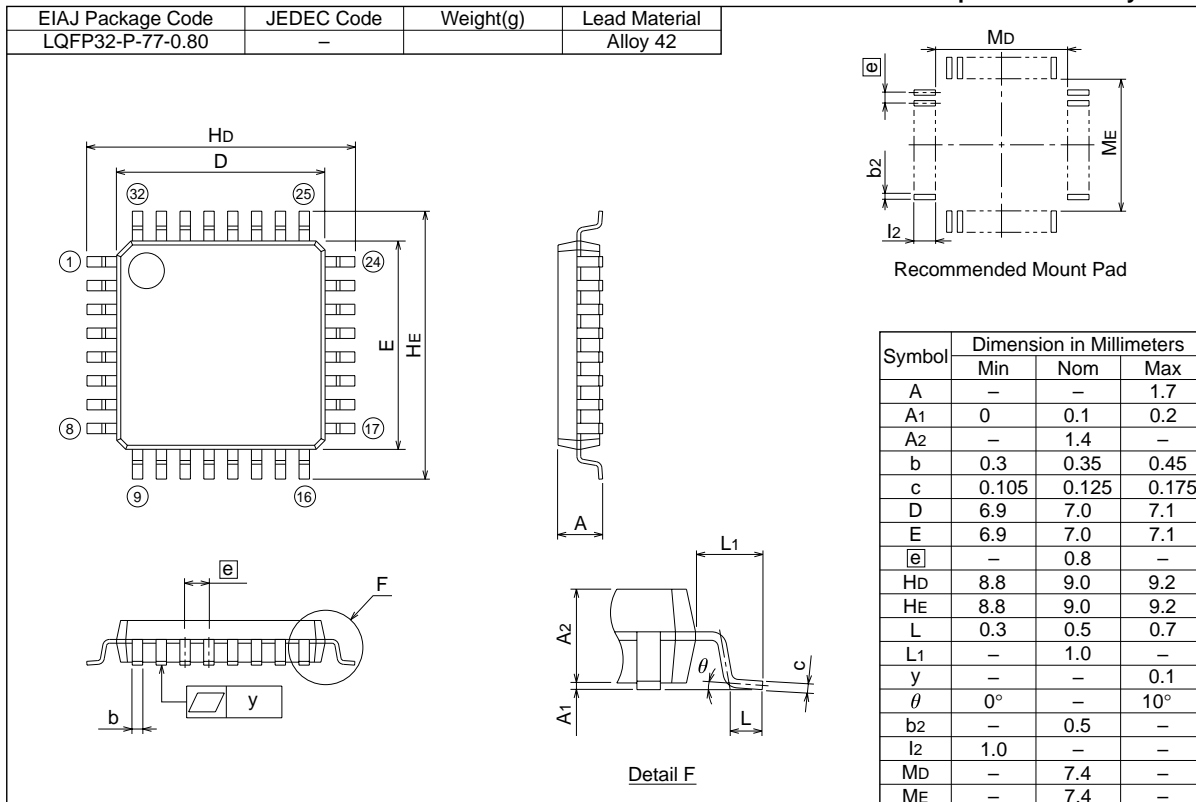 EIAJ Package Code JEDEC Code Weight(g) Lead Material
LQFP32-P-77-0.80 – Alloy 42
HD
D
32 25
1 24
E
HE
8 17
9 16
A
e
F
b
y
L1
A2
A1
θ
c
L
Detail F
MD
e
ME
b2
l2
Recommended Mount Pad
Symbol Dimension in Millimeters
Min Nom Max
A – – 1.7
A1 0 0.1 0.2
A2 – 1.4 –
b 0.3 0.35 0.45
c 0.105 0.125 0.175
D 6.9 7.0 7.1
E 6.9 7.0 7.1
e – 0.8 –
HD 8.8 9.0 9.2
HE 8.8 9.0 9.2
L 0.3 0.5 0.7
L1 – 1.0 –
y – – 0.1
θ 0° – 10°
b2 – 0.5 –
l2 1.0 – –
MD – 7.4 –
ME – 7.4 –